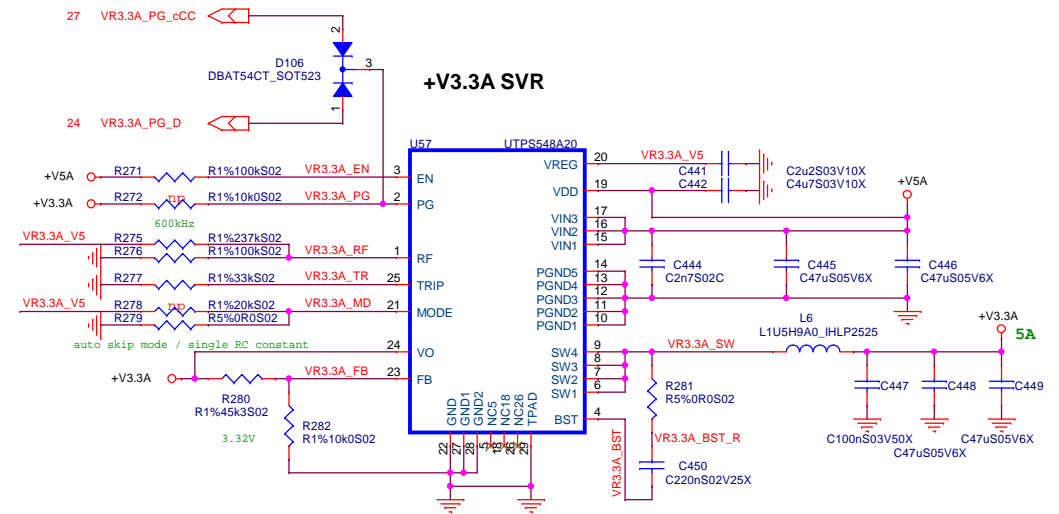 27 VR3.3A_PG_cCC
2
D106
DBAT54CT_SOT523
3
1
24 VR3.3A_PG_D
+V3.3A SVR
U57
UTPS548A20
+V5A
R271
R1%100kS02
VR3.3A_EN
3
EN
+V3.3A
R272
np
R1%10k0S02
VR3.3A_PG
2
PG
600kHz
VR3.3A_V5
R275
R1%237kS02
R276
R1%100kS02
VR3.3A_RF
1
RF
R277
R1%33kS02
VR3.3A_TR
25
TRIP
VR3.3A_V5
R278
np
R1%20kS02
VR3.3A_MD
21
MODE
R279
R5%0R0S02
auto skip mode / single RC constant
24
VO
+V3.3A
VR3.3A_FB
23
FB
R280
R1%45k3S02
3.32V
R282
R1%10k0S02
GND
GND1
GND2
NC5
NC18
NC26
TPAD
22
27
28
5
18
26
29
VREG
20
VR3.3A_V5
C441
C2u2S03V10X
C442
C4u7S03V10X
VDD
19
+V5A
VIN3
17
VIN2
16
VIN1
15
C444
C2n7S02C
C445
C47uS05V6X
C446
C47uS05V6X
PGND5
14
PGND4
13
PGND3
12
PGND2
11
PGND1
10
SW4
9
SW3
8
SW2
7
SW1
6
BST
4
VR3.3A_SW
L6
L1U5H9A0_IHLP2525
+V3.3A
5A
R281
R5%0R0S02
VR3.3A_BST_R
VR3.3A_BST
C450
C220nS02V25X
C447
C448
C449
C100nS03V50X
C47uS05V6X
C47uS05V6X